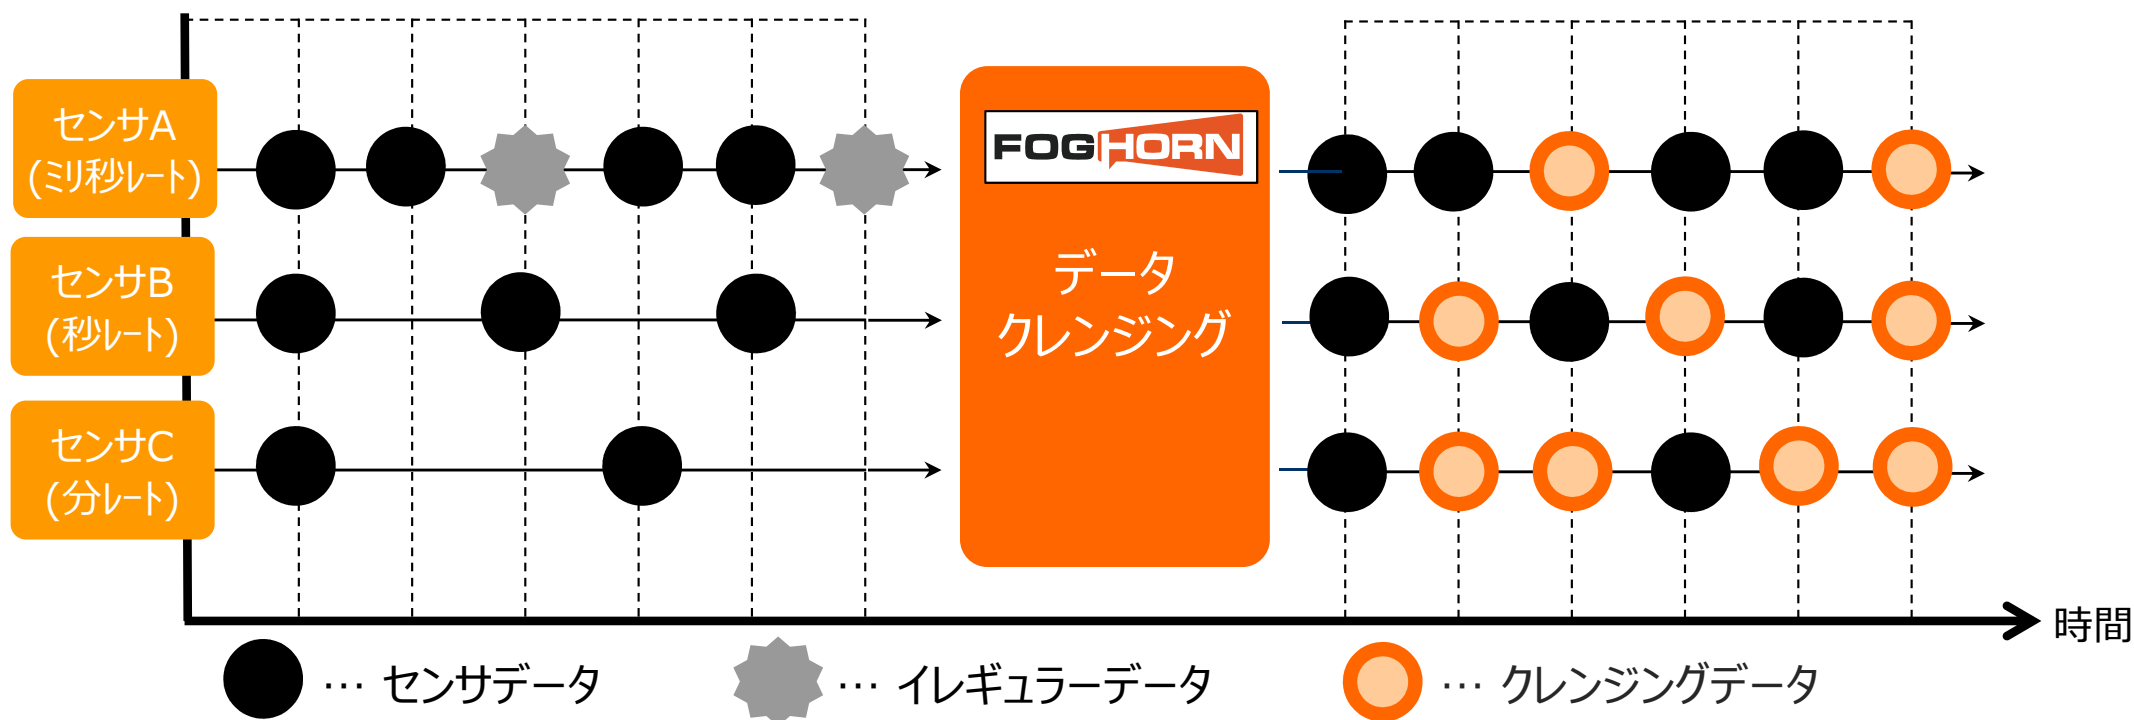 センサA
(ミリ秒レート)
センサB
(秒レート)
センサC
(分レート)
FOGHORN
データ
クレンジング
時間
… センサデータ
… イレギュラーデータ
… クレンジングデータ